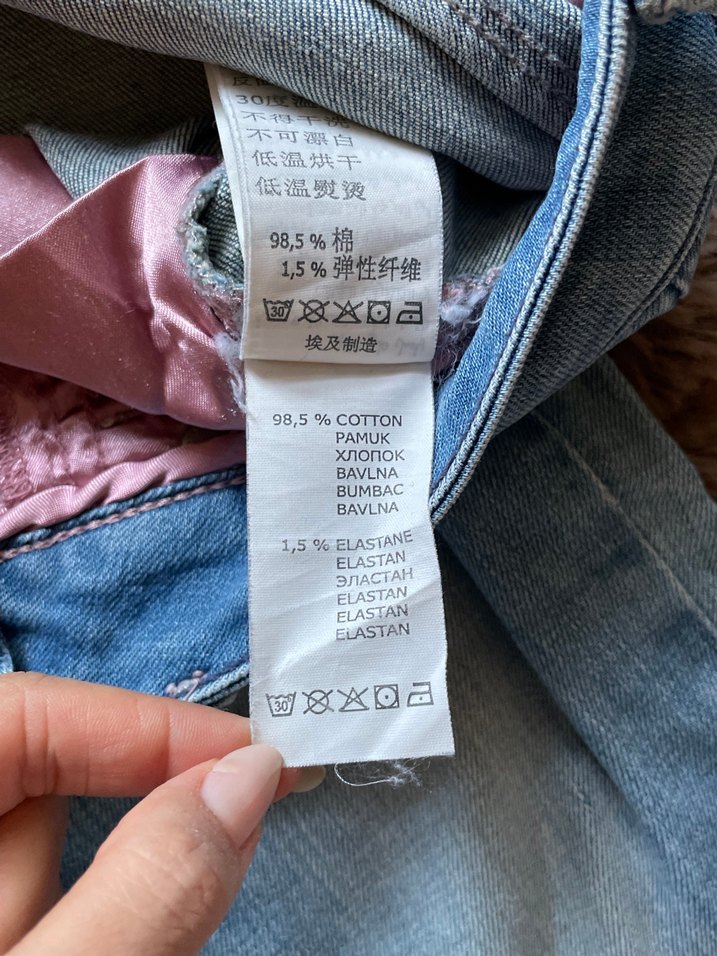 30度温
不得干洗
不可漂白
低温烘干
低温熨烫
98,5 % 棉
1,5 % 弹性纤维
30
埃及制造
98,5 % COTTON
PAMUK
ХЛОПОК
BAVLNA
BUMBAC
BAVLNA
1,5 % ELASTANE
ELASTAN
ЭЛАСТАН
ELASTAN
ELASTAN
ELASTAN
30